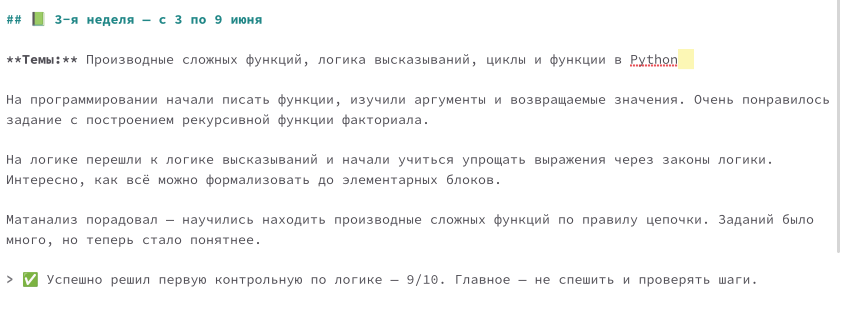 ## 📗 3-я неделя — с 3 по 9 июня
**Темы:** Производные сложных функций, логика высказываний, циклы и функции в Python
На программировании начали писать функции, изучили аргументы и возвращаемые значения. Очень понравилось
задание с построением рекурсивной функции факториала.
На логике перешли к логике высказываний и начали учиться упрощать выражения через законы логики.
Интересно, как всё можно формализовать до элементарных блоков.
Матанализ порадовал — научились находить производные сложных функций по правилу цепочки. Заданий было
много, но теперь стало понятнее.
> ✅ Успешно решил первую контрольную по логике — 9/10. Главное — не спешить и проверять шаги.